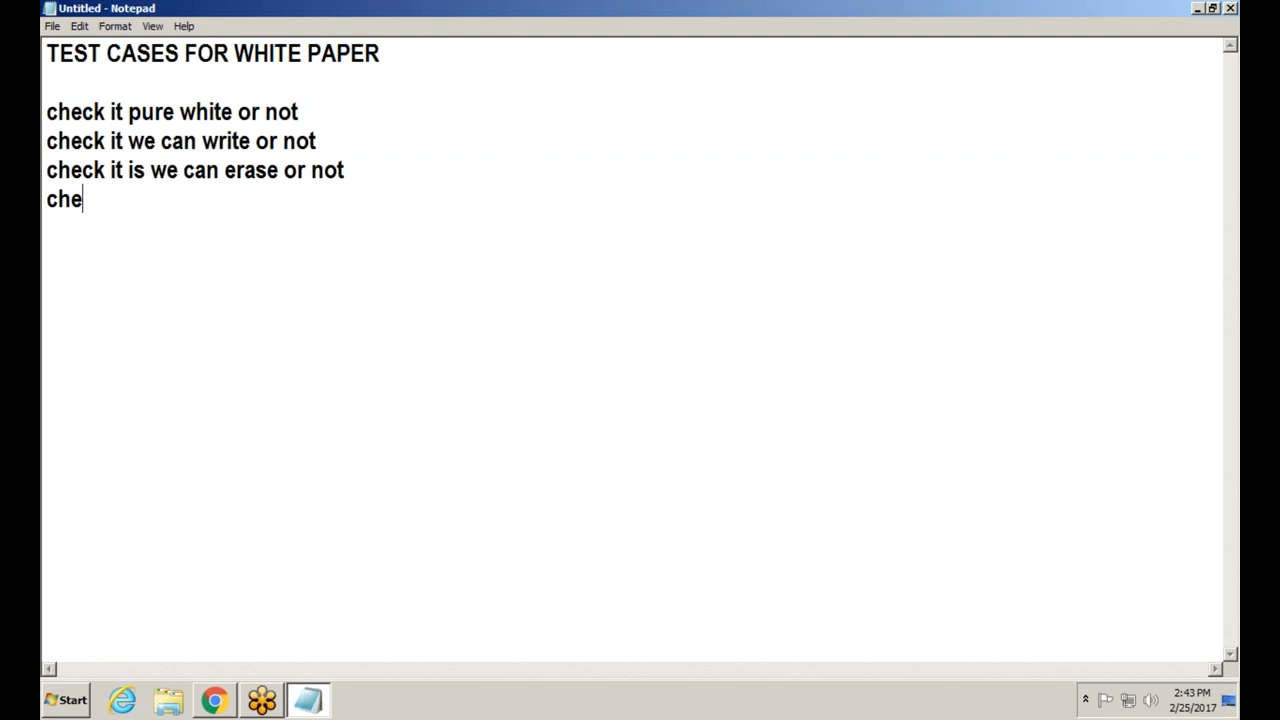 Untitled - Notepad
File Edit Format View Help
TEST CASES FOR WHITE PAPER
check it pure white or not
check it we can write or not
check it is we can erase or not
che
Start
2:43 PM
2/25/2017